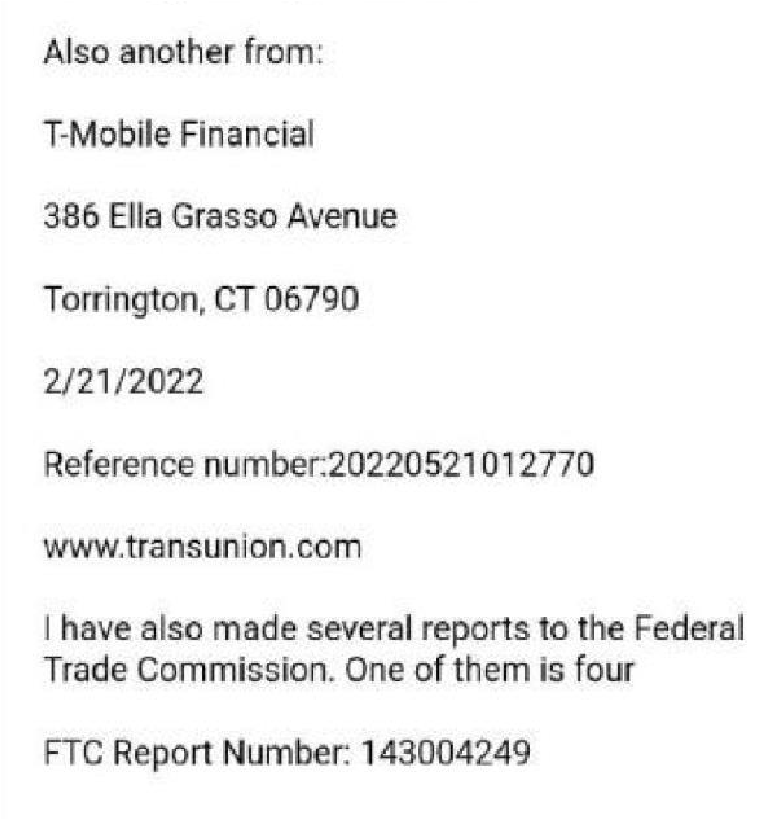 Also another from:
T-Mobile Financial
386 Ella Grasso Avenue
Torrington, CT 06790
2/21/2022
Reference number:20220521012770
www.transunion.com
I have also made several reports to the Federal
Trade Commission. One of them is four
FTC Report Number: 143004249